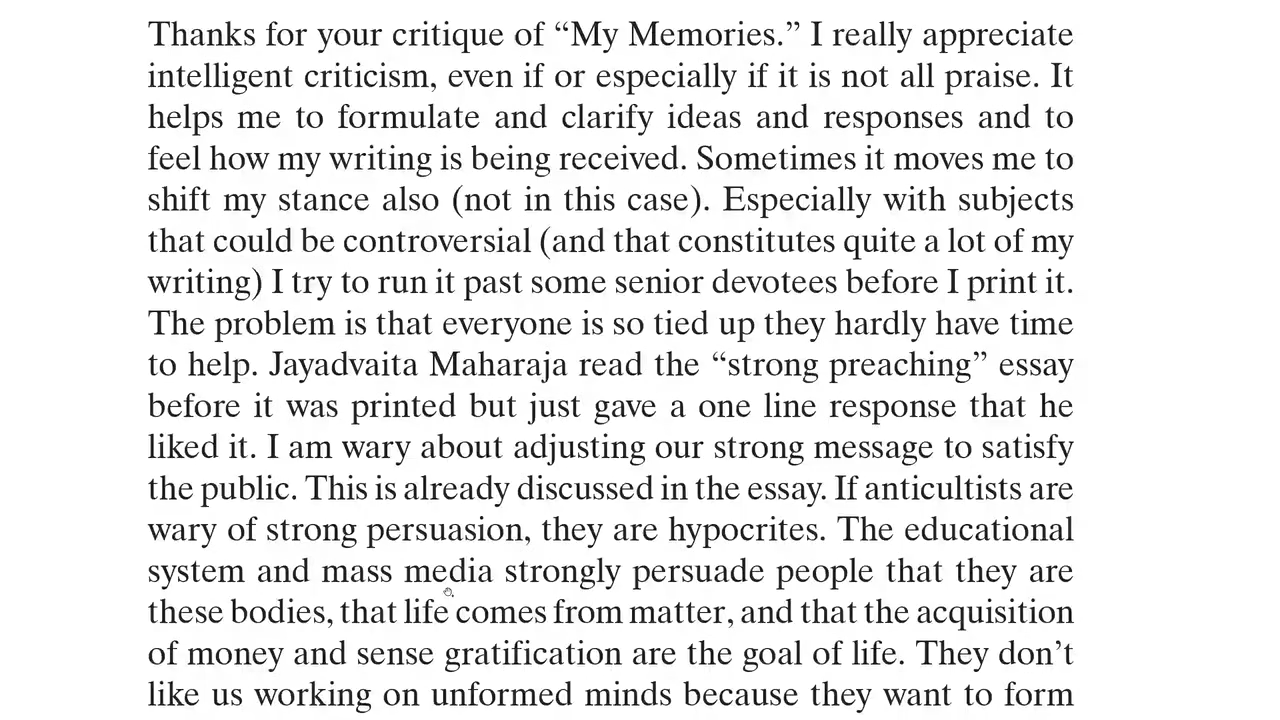 Thanks for your critique of “My Memories.” I really appreciate
intelligent criticism, even if or especially if it is not all praise. It
helps me to formulate and clarify ideas and responses and to
feel how my writing is being received. Sometimes it moves me to
shift my stance also (not in this case). Especially with subjects
that could be controversial (and that constitutes quite a lot of my
writing) I try to run it past some senior devotees before I print it.
The problem is that everyone is so tied up they hardly have time
to help. Jayadvaita Maharaja read the “strong preaching” essay
before it was printed but just gave a one line response that he
liked it. I am wary about adjusting our strong message to satisfy
the public. This is already discussed in the essay. If anticultists are
wary of strong persuasion, they are hypocrites. The educational
system and mass media strongly persuade people that they are
these bodies, that life comes from matter, and that the acquisition
of money and sense gratification are the goal of life. They don’t
like us working on unformed minds because they want to form